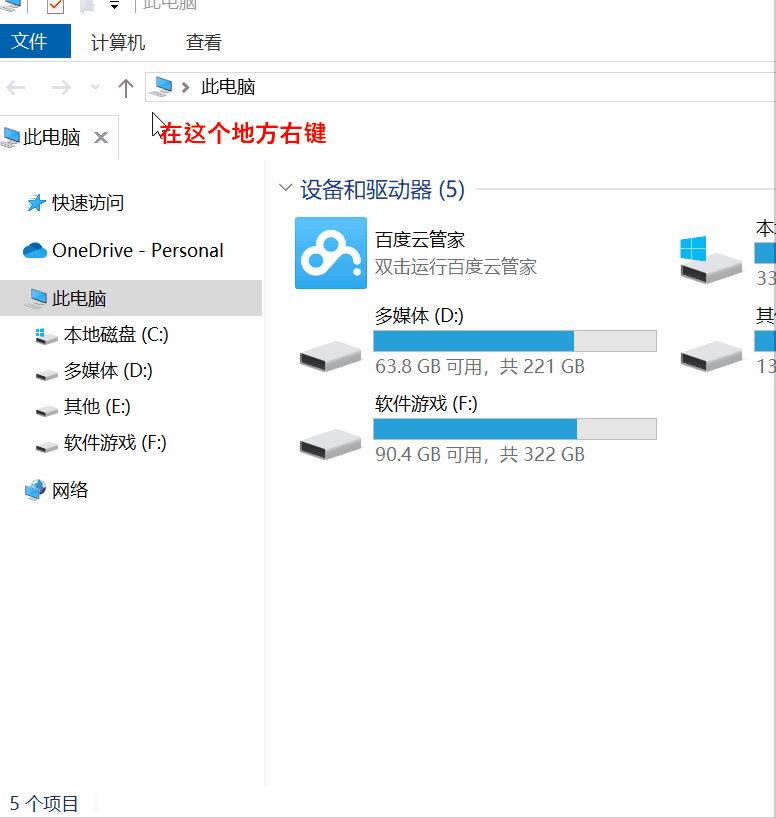 此电脑
文件 计算机 查看
此电脑
在这个地方右键
此电脑
快速访问
OneDrive - Personal
此电脑
本地磁盘 (C:)
多媒体 (D:)
其他 (E:)
软件游戏 (F:)
网络
设备和驱动器 (5)
百度云管家
双击运行百度云管家
本
33
多媒体 (D:)
63.8 GB 可用，共 221 GB
其
13
软件游戏 (F:)
90.4 GB 可用，共 322 GB
5 个项目